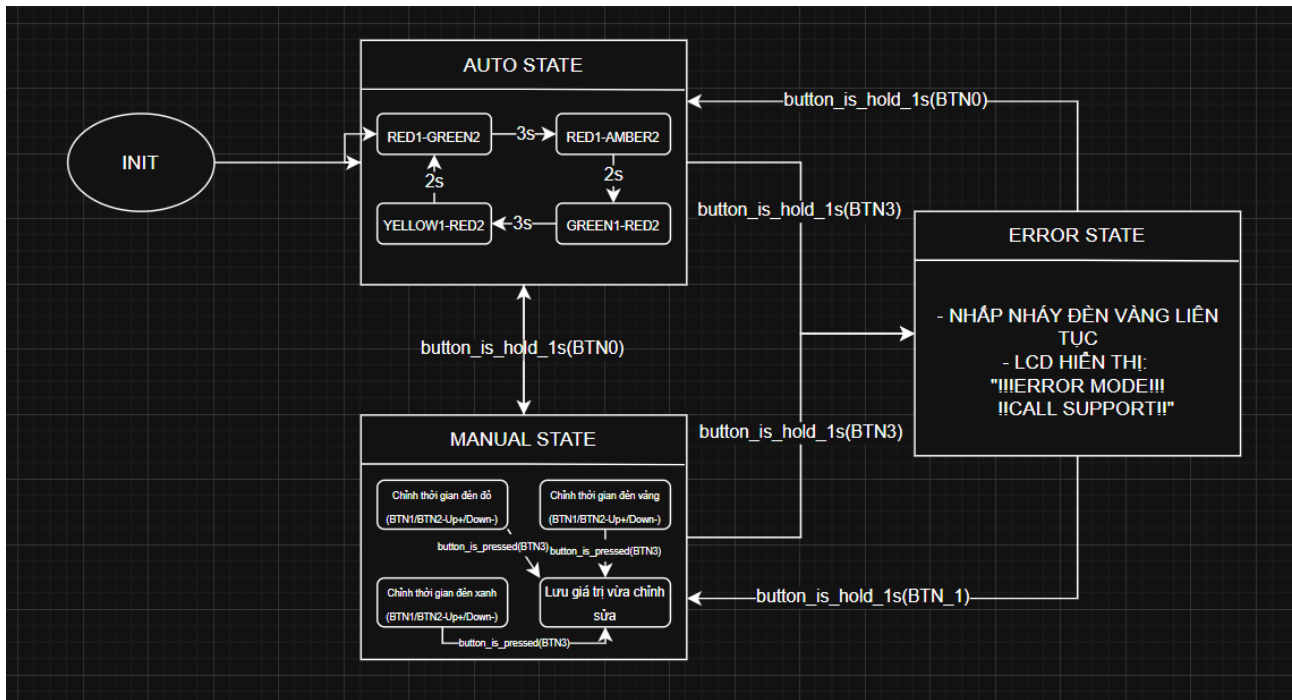 AUTO STATE
INIT
RED1-GREEN2
3s
RED1-AMBER2
2s
2s
YELLOW1-RED2
3s
GREEN1-RED2
button_is_hold_1s(BTN0)
button_is_hold_1s(BTN3)
ERROR STATE
- NHẤP NHÁY ĐÈN VÀNG LIÊN
TỤC
- LCD HIỂN THỊ:
"!!!ERROR MODE!!!
!!CALL SUPPORT!!"
button_is_hold_1s(BTN0)
MANUAL STATE
button_is_hold_1s(BTN3)
Chỉnh thời gian đèn đỏ
(BTN1/BTN2-Up+/Down-)
Chỉnh thời gian đèn vàng
(BTN1/BTN2-Up+/Down-)
button_is_pressed(BTN3)
button_is_pressed(BTN3)
Chỉnh thời gian đèn xanh
(BTN1/BTN2-Up+/Down-)
Lưu giá trị vừa chỉnh
sửa
button_is_pressed(BTN3)
button_is_hold_1s(BTN_1)